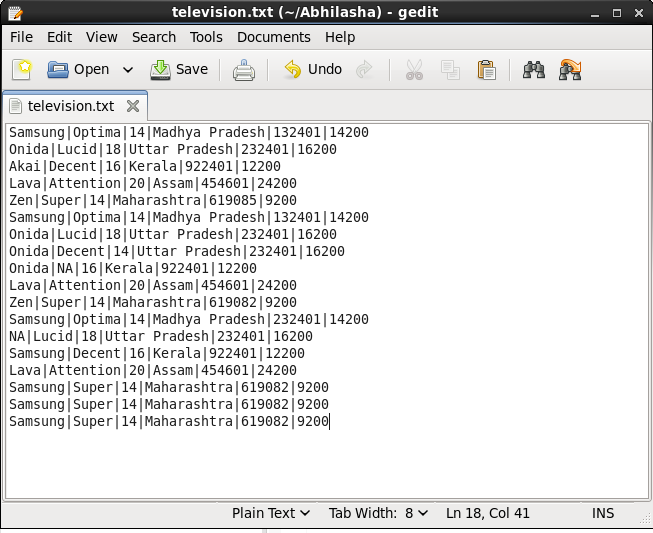 television.txt (~/Abhilasha) - gedit
File Edit View Search Tools Documents Help
Open Save Undo
television.txt
Samsung|Optima|14|Madhya Pradesh|132401|14200
Onida|Lucid|18|Uttar Pradesh|232401|16200
Akai|Decent|16|Kerala|922401|12200
Lava|Attention|20|Assam|454601|24200
Zen|Super|14|Maharashtra|619085|9200
Samsung|Optima|14|Madhya Pradesh|132401|14200
Onida|Lucid|18|Uttar Pradesh|232401|16200
Onida|Decent|14|Uttar Pradesh|232401|16200
Onida|NA|16|Kerala|922401|12200
Lava|Attention|20|Assam|454601|24200
Zen|Super|14|Maharashtra|619082|9200
Samsung|Optima|14|Madhya Pradesh|232401|14200
NA|Lucid|18|Uttar Pradesh|232401|16200
Samsung|Decent|16|Kerala|922401|12200
Lava|Attention|20|Assam|454601|24200
Samsung|Super|14|Maharashtra|619082|9200
Samsung|Super|14|Maharashtra|619082|9200
Samsung|Super|14|Maharashtra|619082|9200
Plain Text Tab Width: 8 Ln 18, Col 41 INS